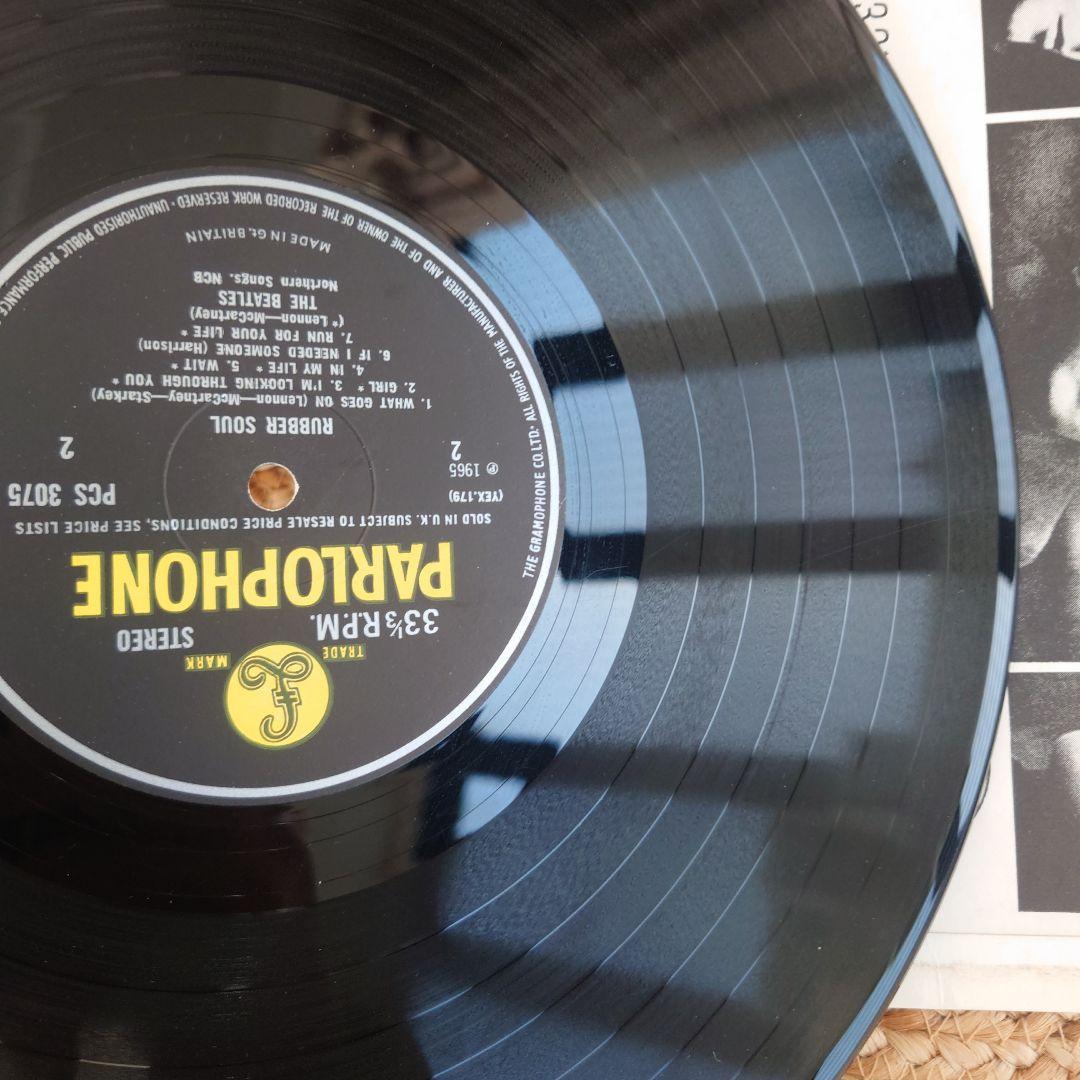 TRADE MARK
33⅓ R.P.M.
STEREO
PARLOPHONE
SOLD IN U.K. SUBJECT TO RESALE PRICE CONDITIONS, SEE PRICE LISTS
(YEX.179)
PCS 3075
℗ 1965
2
2
RUBBER SOUL
1. WHAT GOES ON (Lennon—McCartney—Starkey)
2. GIRL * 3. I'M LOOKING THROUGH YOU *
4. IN MY LIFE * 5. WAIT *
6. IF I NEEDED SOMEONE (Harrison)
7. RUN FOR YOUR LIFE *
(*Lennon—McCartney)
THE BEATLES
Northern Songs. NCB
MADE IN Gt. BRITAIN
THE GRAMOPHONE CO. LTD. · ALL RIGHTS OF THE MANUFACTURER AND OF THE OWNER OF THE RECORDED WORK RESERVED · UNAUTHORISED PUBLIC PERFORMANCE